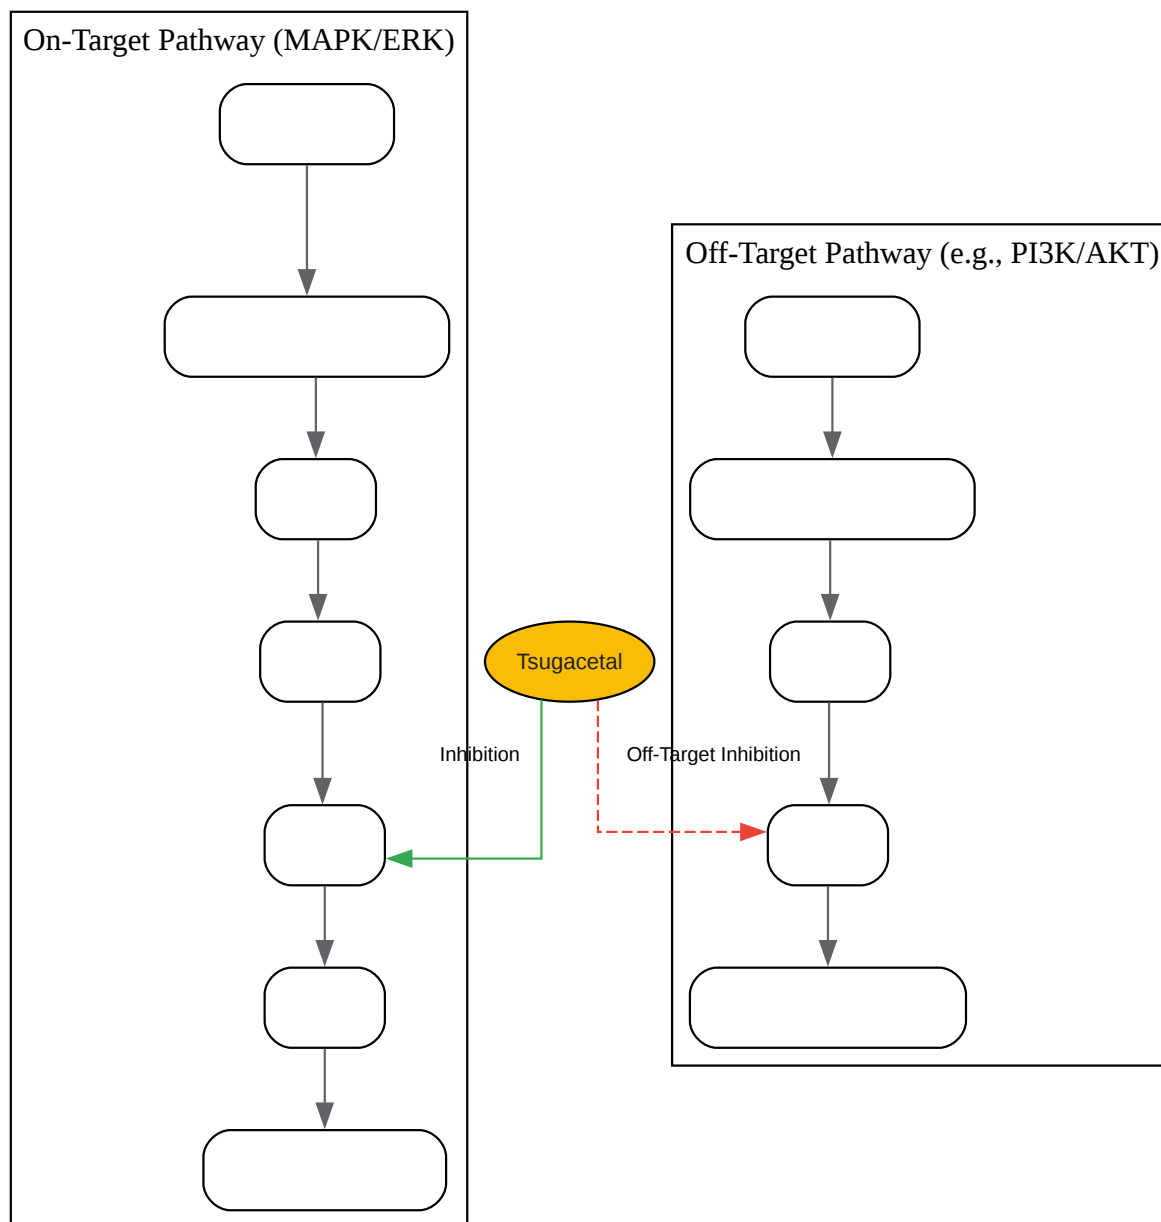 On-Target Pathway (MAPK/ERK)
Off-Target Pathway (e.g., PI3K/AKT)
Tsugacetal
Inhibition
Off-Target Inhibition